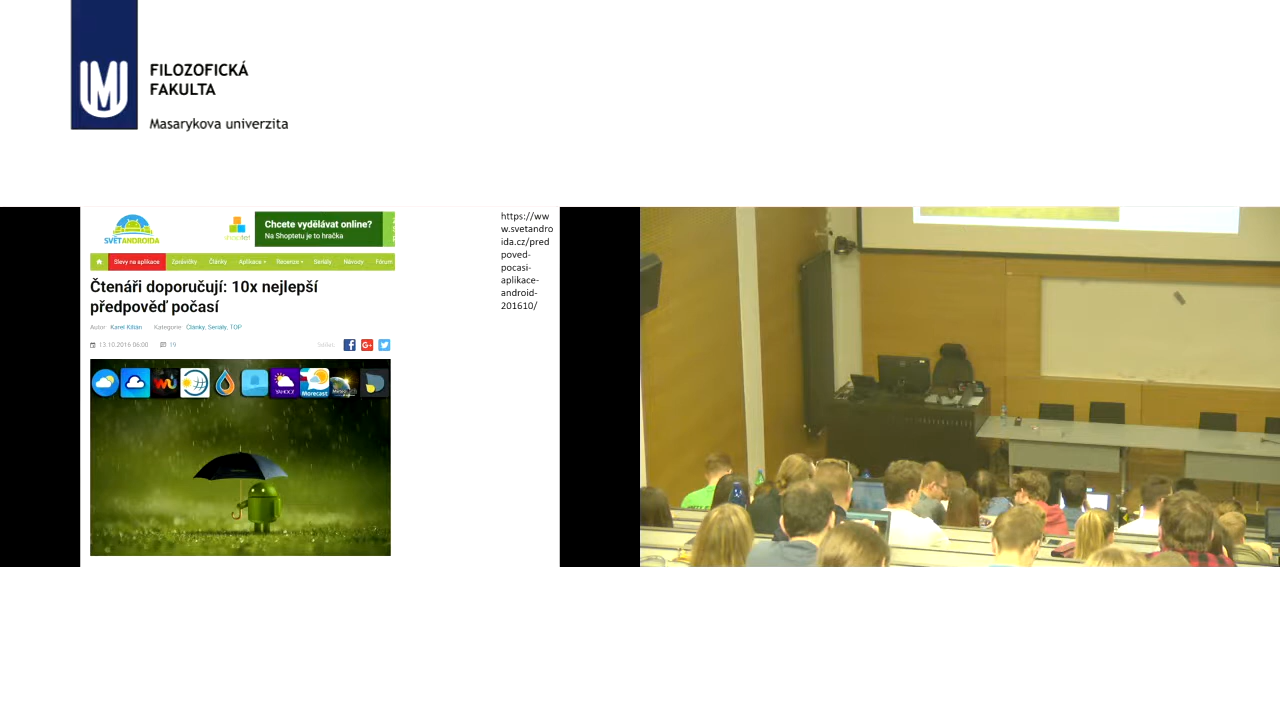 FILOZOFICKÁ
FAKULTA
Masarykova univerzita
SVĚTANDROIDA
Chcete vydělávat online?
Na Shoptetu je to hračka
Slevy na aplikace Zprávičky Články Aplikace Recenze Seriály Návody Fórum
Čtenáři doporučují: 10x nejlepší
předpověď počasí
Autor: Karel Kilián Kategorie: Články, Seriály, TOP
13.10.2016 06:00 19
YAHOO!
Morecast
https://ww
w.svetandro
ida.cz/pred
poved-
pocasi-
aplikace-
android-
201610/